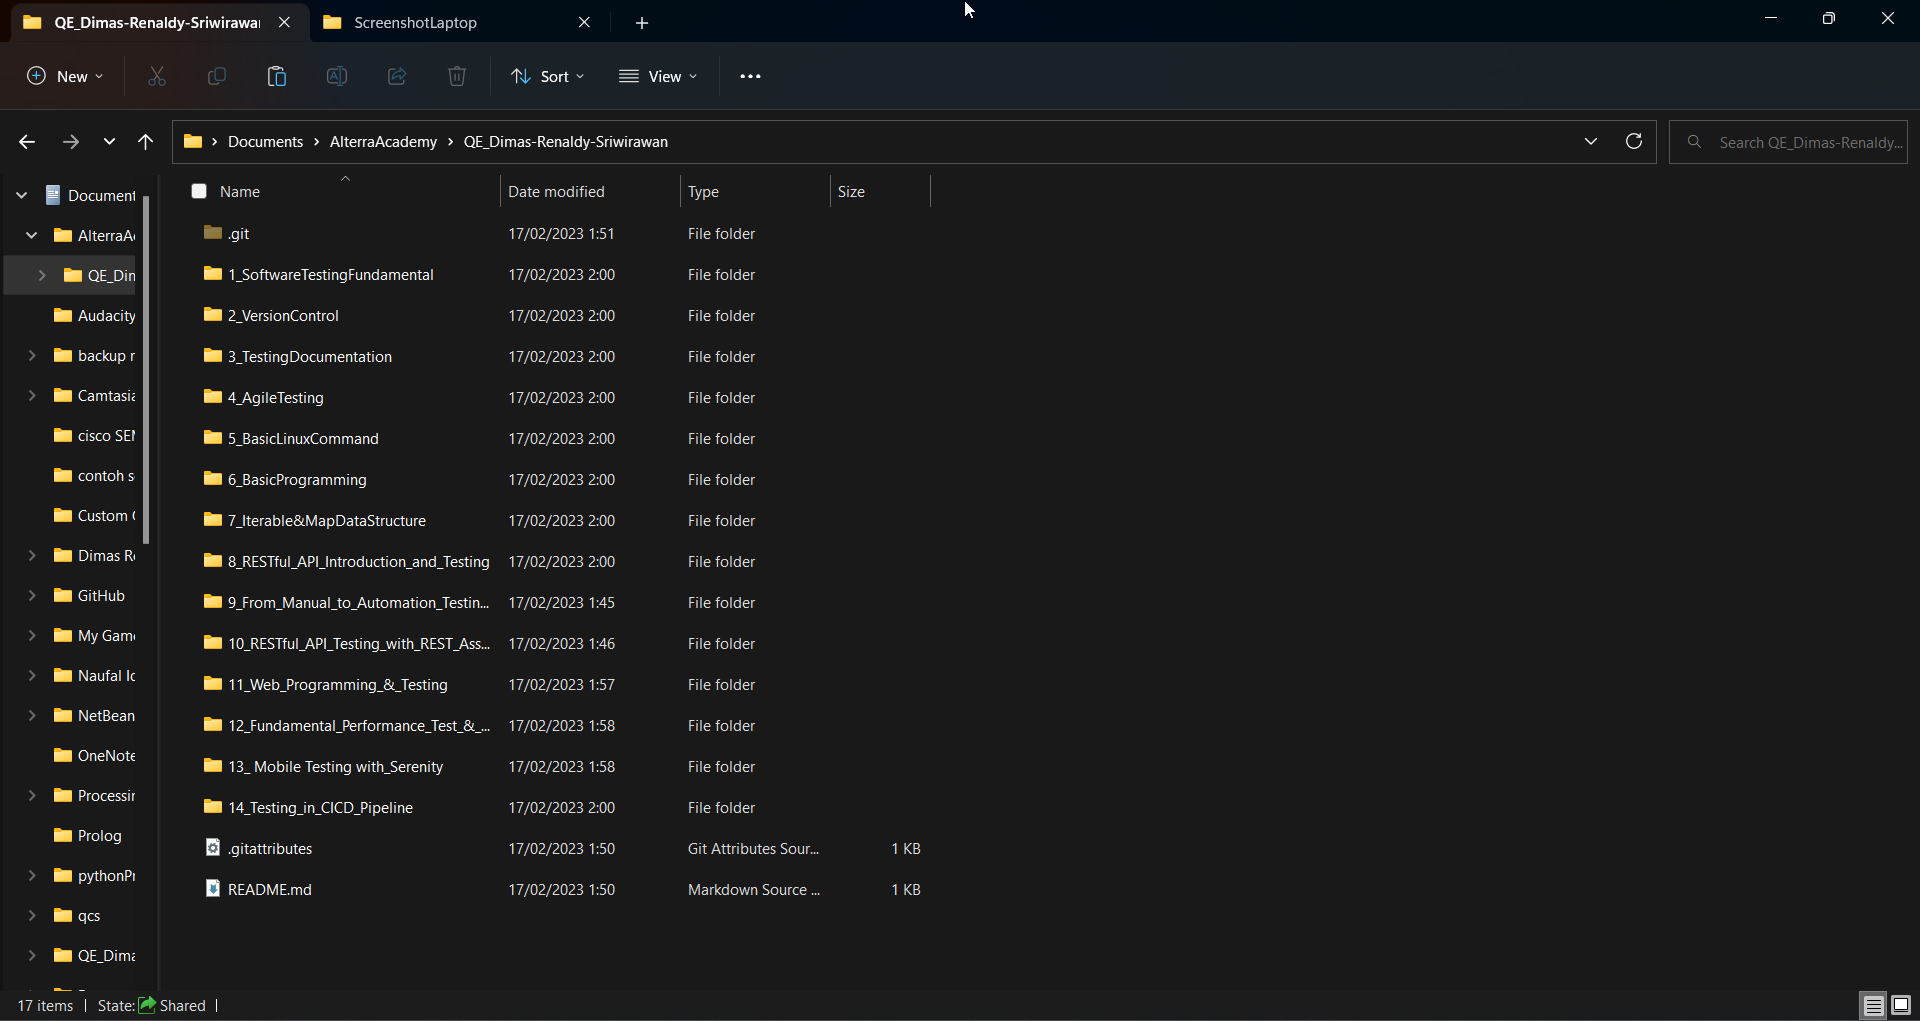 QE_Dimas-Renaldy-Sriwirawa
ScreenshotLaptop
New
Sort
View
Documents > AlterraAcademy > QE_Dimas-Renaldy-Sriwirawan
Search QE_Dimas-Renaldy...
Document
AlterraA
QE_Dim
Audacity
backup r
Camtasia
cisco SE
contoh s
Custom
Dimas R
GitHub
My Game
Naufal Ic
NetBean
OneNote
Processin
Prolog
pythonP
qcs
QE_Dima
Name Date modified Type Size
.git 17/02/2023 1:51 File folder
1_SoftwareTestingFundamental 17/02/2023 2:00 File folder
2_VersionControl 17/02/2023 2:00 File folder
3_TestingDocumentation 17/02/2023 2:00 File folder
4_AgileTesting 17/02/2023 2:00 File folder
5_BasicLinuxCommand 17/02/2023 2:00 File folder
6_BasicProgramming 17/02/2023 2:00 File folder
7_Iterable&MapDataStructure 17/02/2023 2:00 File folder
8_RESTful_API_Introduction_and_Testing 17/02/2023 2:00 File folder
9_From_Manual_to_Automation_Testin... 17/02/2023 1:45 File folder
10_RESTful_API_Testing_with_REST_Ass... 17/02/2023 1:46 File folder
11_Web_Programming_&_Testing 17/02/2023 1:57 File folder
12_Fundamental_Performance_Test_&_... 17/02/2023 1:58 File folder
13_ Mobile Testing with_Serenity 17/02/2023 1:58 File folder
14_Testing_in_CICD_Pipeline 17/02/2023 2:00 File folder
.gitattributes 17/02/2023 1:50 Git Attributes Sour... 1 KB
README.md 17/02/2023 1:50 Markdown Source ... 1 KB
17 items | State: Shared |